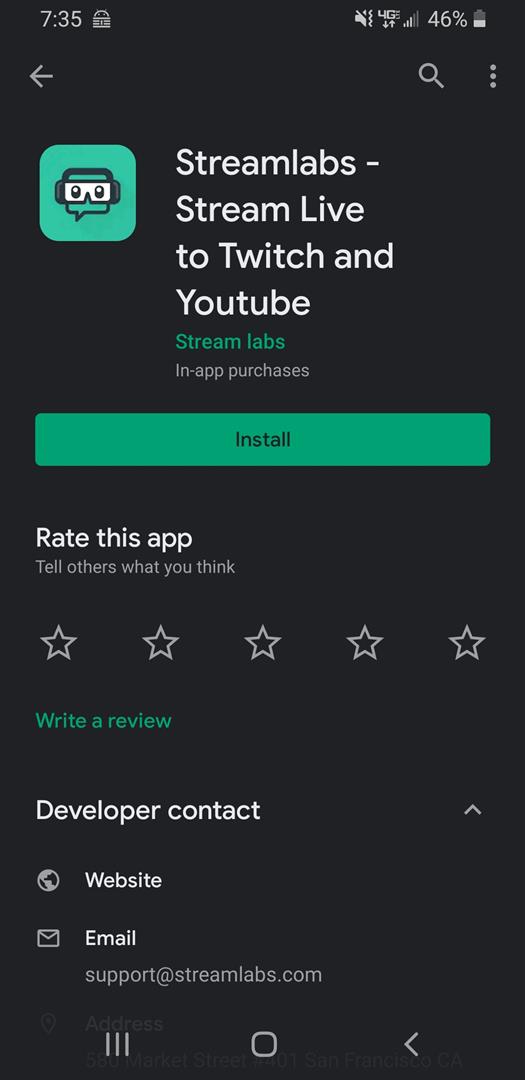 7:35 4GE 46%
Streamlabs -
Stream Live
to Twitch and
Youtube
Stream labs
In-app purchases
Install
Rate this app
Tell others what you think
Write a review
Developer contact
Website
Email
support@streamlabs.com
Address
580 Market Street #401 San Francisco CA